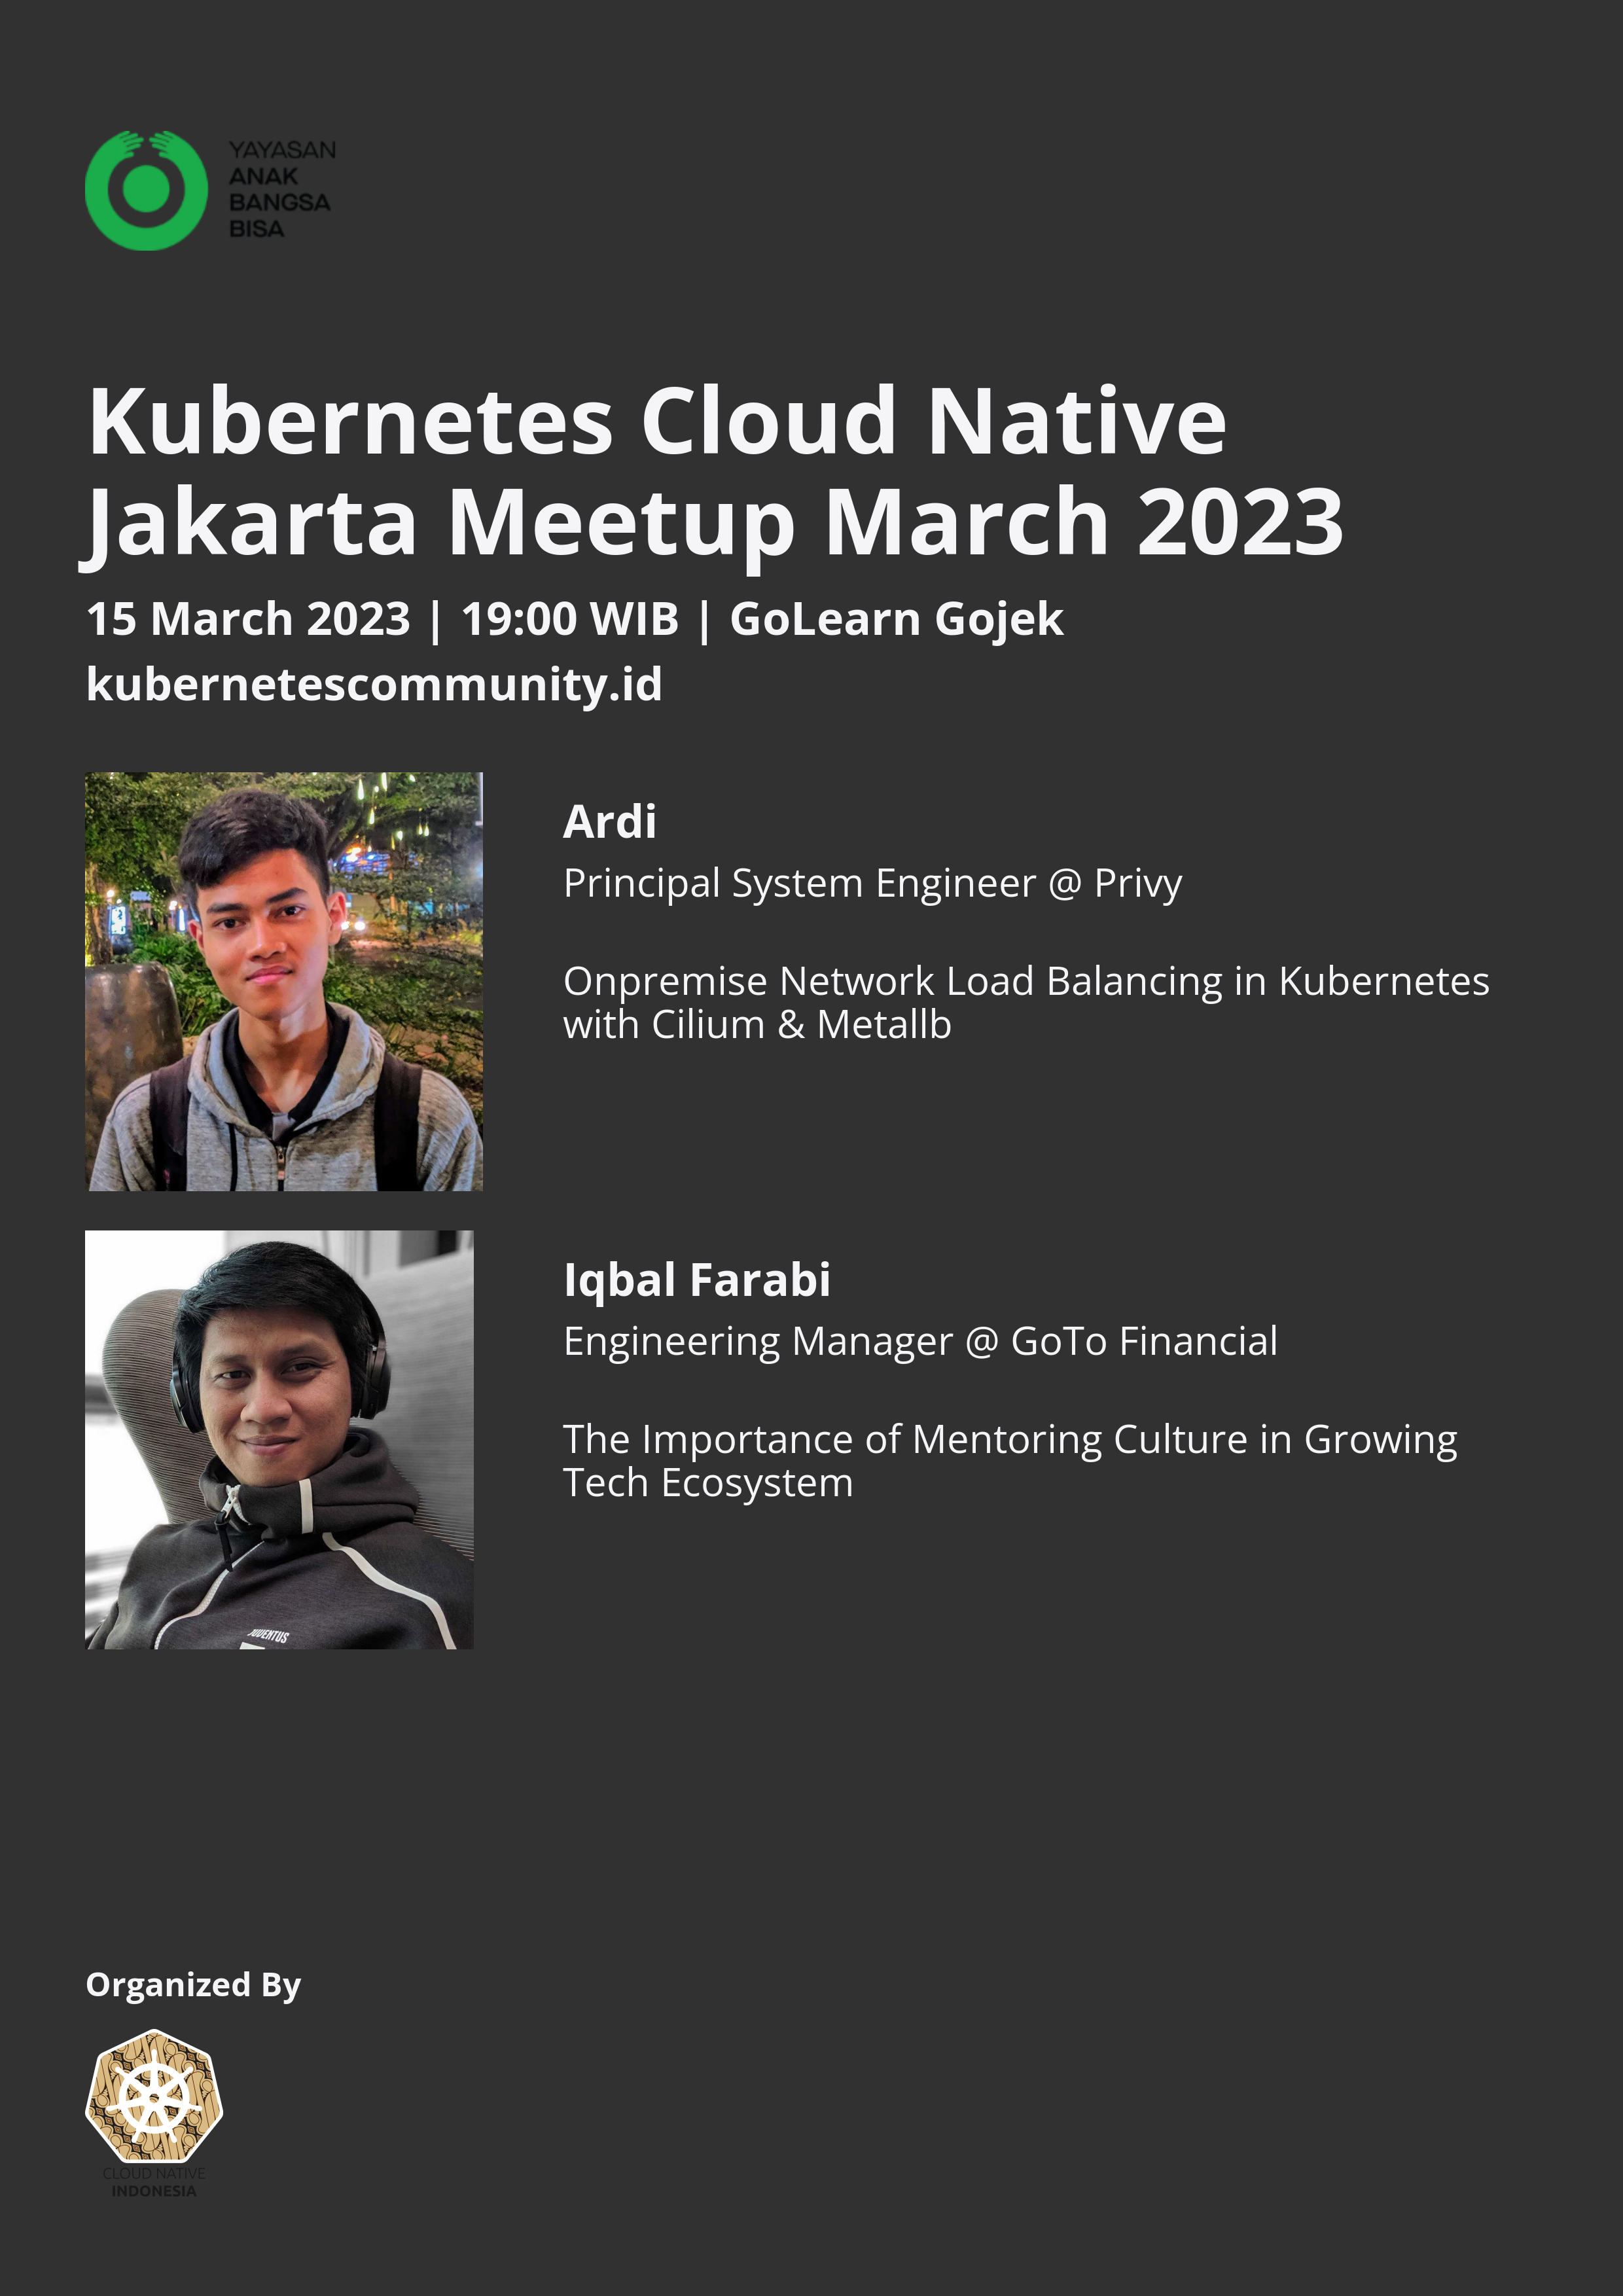 YAYASAN
ANAK
BANGSA
BISA
Kubernetes Cloud Native
Jakarta Meetup March 2023
15 March 2023 | 19:00 WIB | GoLearn Gojek
kubernetescommunity.id
Ardi
Principal System Engineer @ Privy
Onpremise Network Load Balancing in Kubernetes
with Cilium & Metallb
Iqbal Farabi
Engineering Manager @ GoTo Financial
The Importance of Mentoring Culture in Growing
Tech Ecosystem
JUVENTUS
Organized By
CLOUD NATIVE
INDONESIA